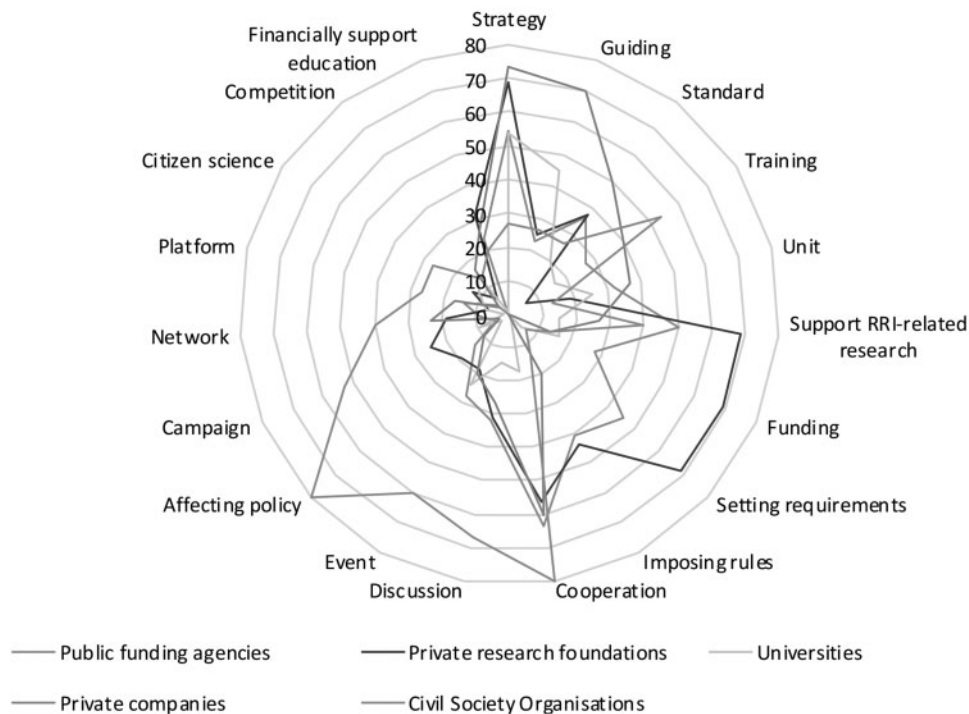 Strategy
Guiding
Standard
Training
Unit
Support RRI-related
research
Funding
Setting requirements
Imposing rules
Cooperation
Discussion
Event
Affecting policy
Campaign
Network
Platform
Citizen science
Competition
Financially support
education
80
70
60
50
40
30
20
10
0
Public funding agencies
Private research foundations
Universities
Private companies
Civil Society Organisations